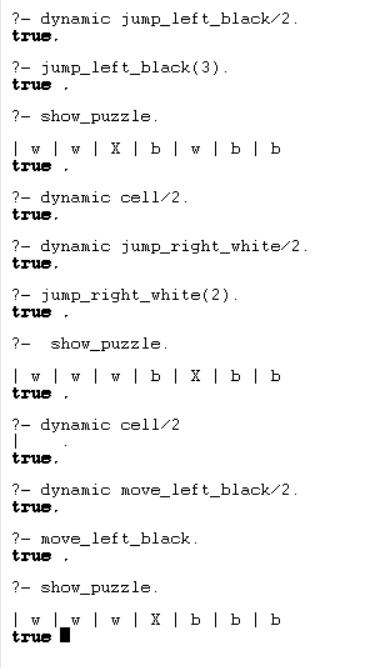 ?- dynamic jump_left_black/2.
true.
?- jump_left_black(3).
true .
?- show_puzzle.
| w | w | X | b | w | b | b
true .
?- dynamic cell/2.
true.
?- dynamic jump_right_white/2.
true.
?- jump_right_white(2).
true .
?-  show_puzzle.
| w | w | w | b | X | b | b
true .
?- dynamic cell/2
|    .
true.
?- dynamic move_left_black/2.
true.
?- move_left_black.
true .
?- show_puzzle.
| w | w | w | X | b | b | b
true